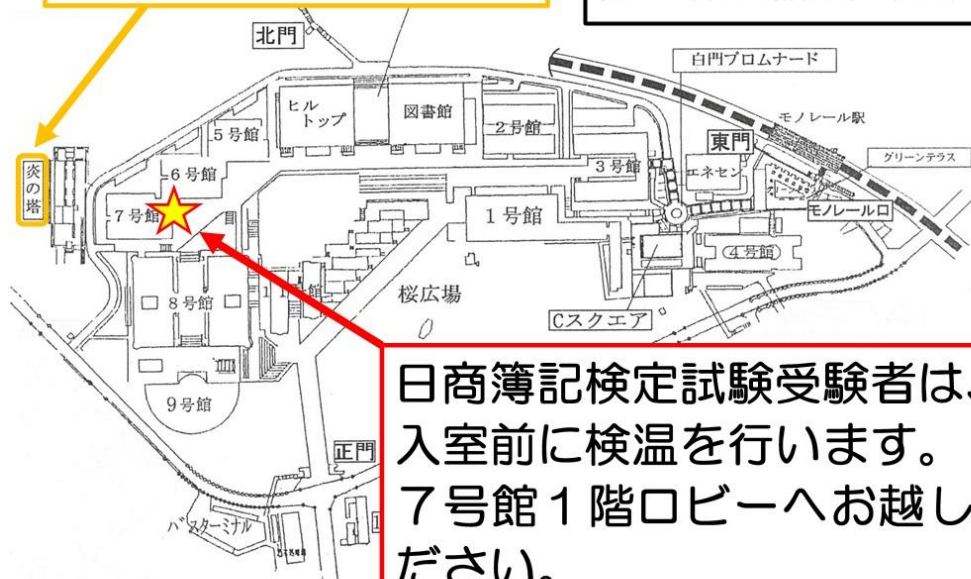 北門
白門プロムナード
モノレール駅
ヒル
トップ
図書館
5号館
2号館
東門
グリーンテラス
炎の塔
6号館
3号館
エネセン
7号館
1号館
モノレール口
4号館
8号館
桜広場
Cスクエア
9号館
正門
バスターミナル
日商簿記検定試験受験者は、
入室前に検温を行います。
７号館１階ロビーへお越し
ださい。